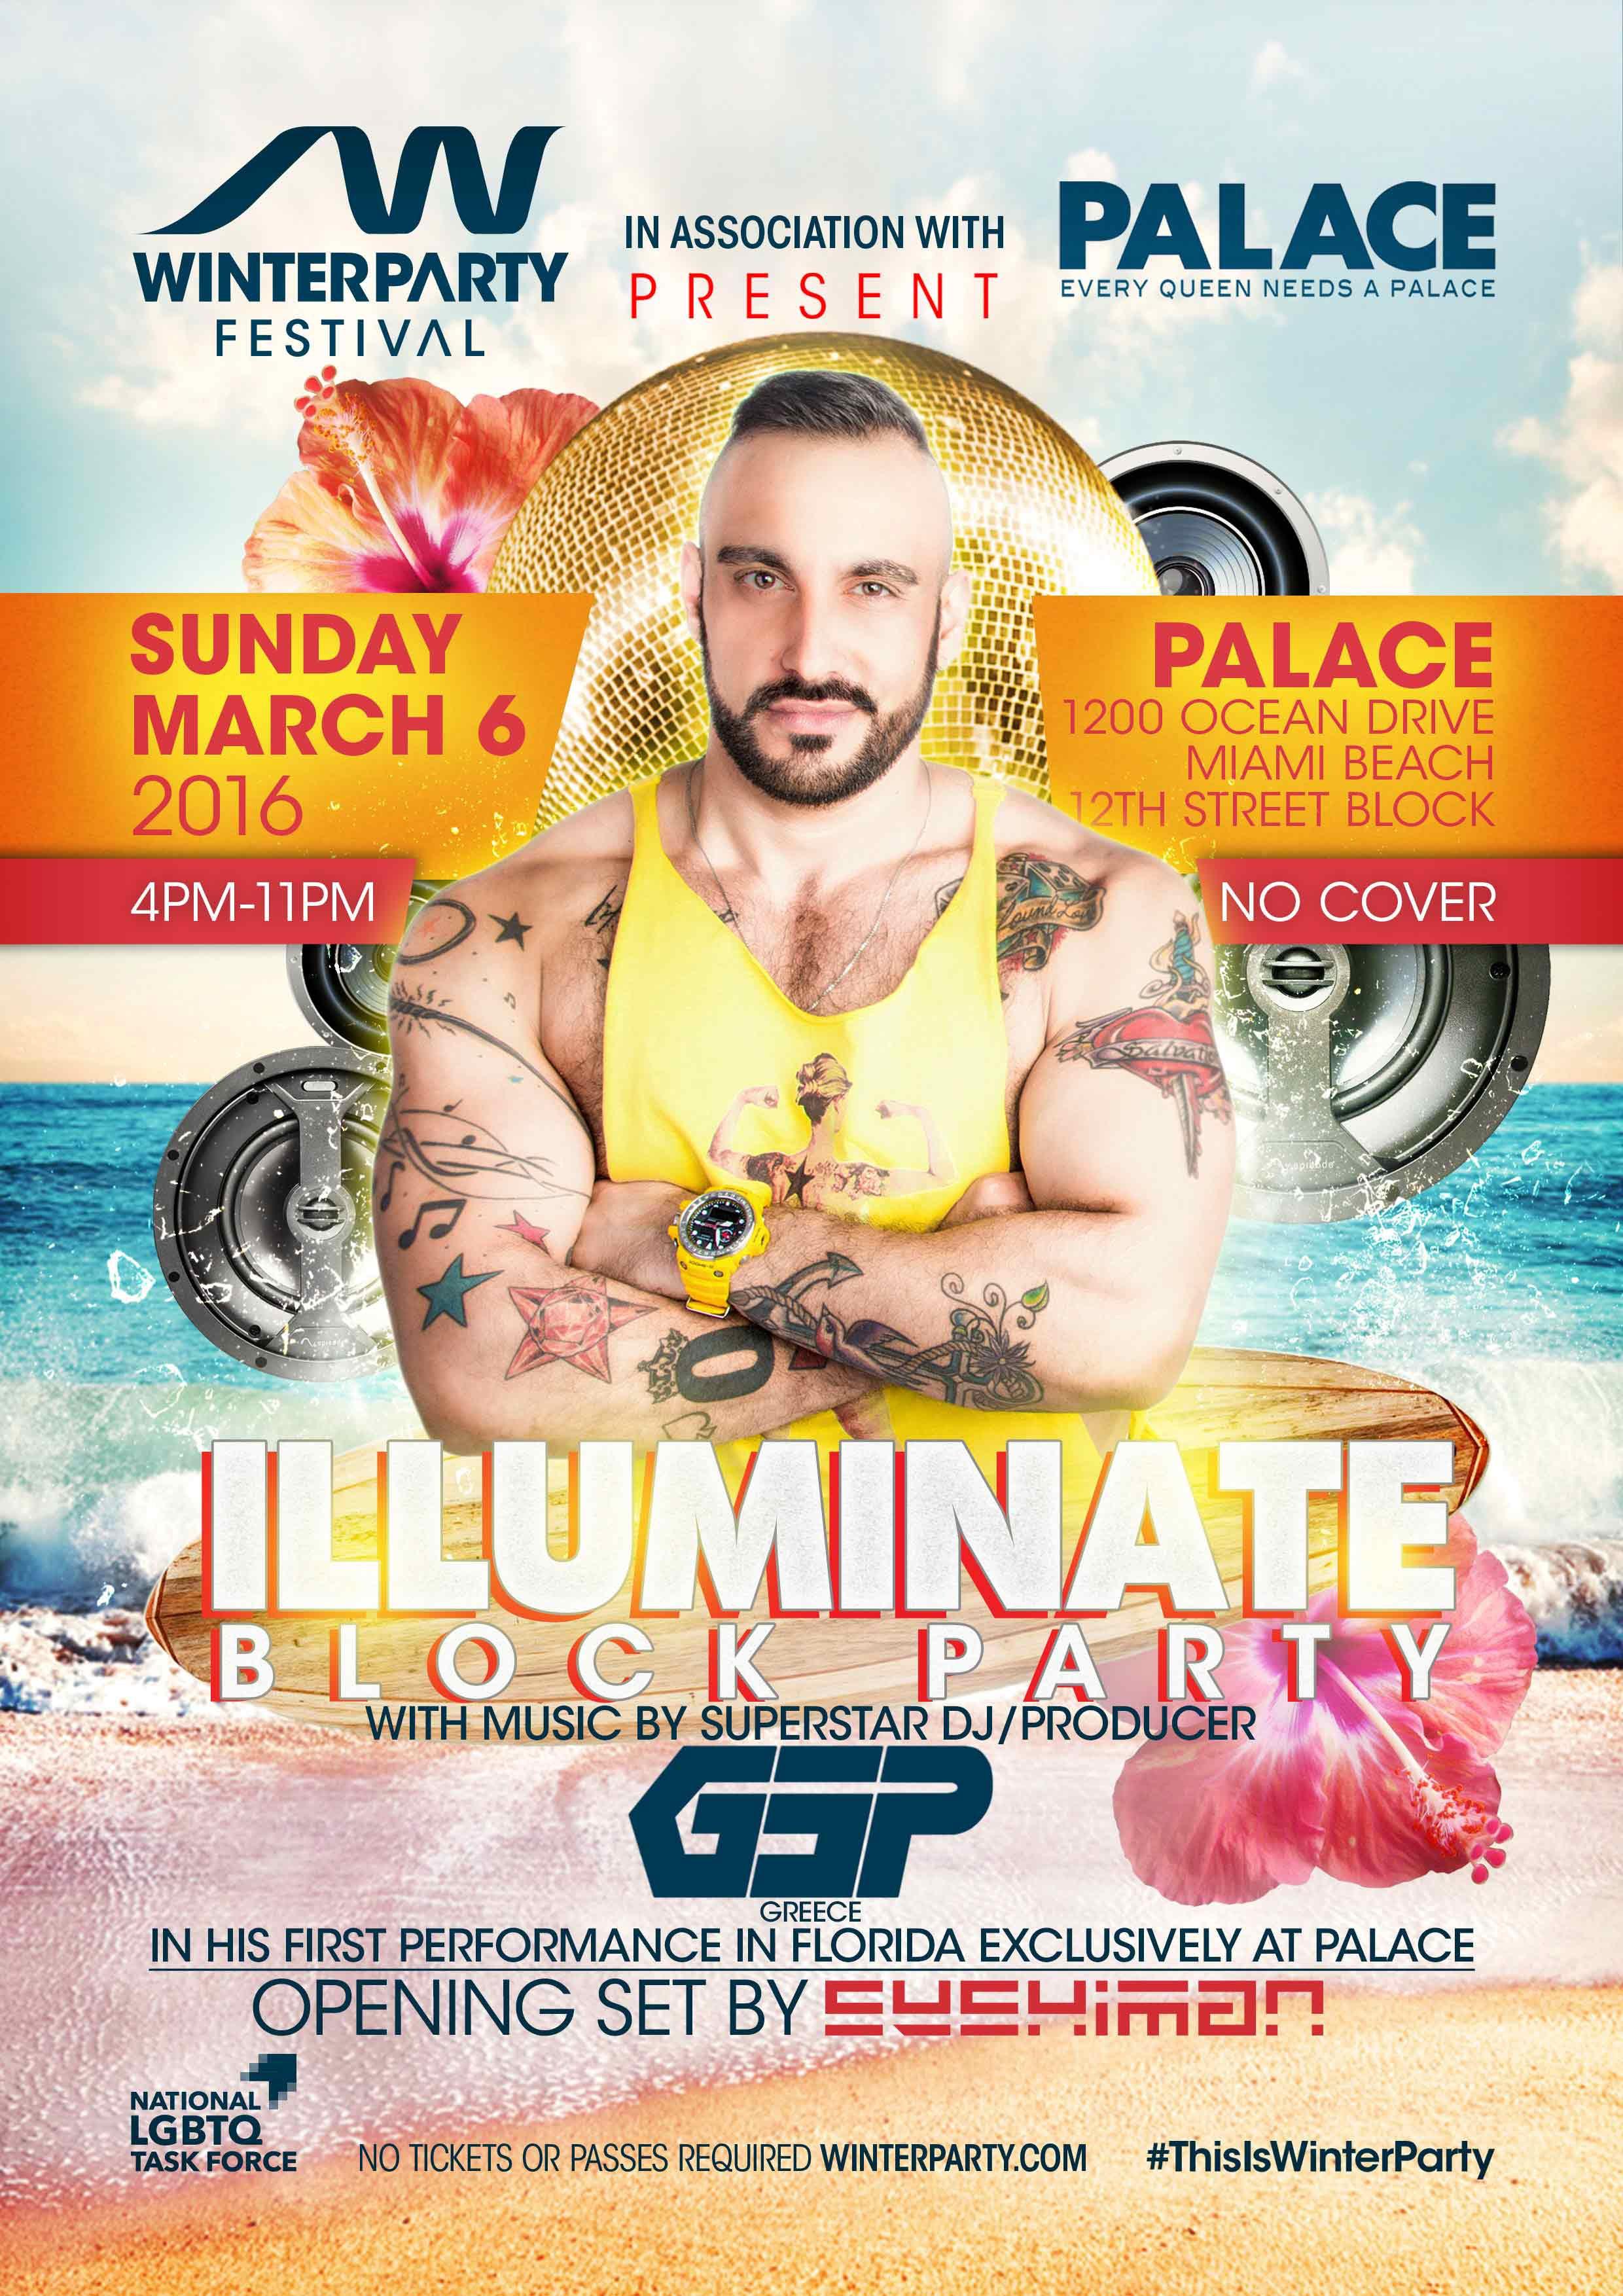 WINTERPARTY
FESTIVAL
IN ASSOCIATION WITH
PRESENT
PALACE
EVERY QUEEN NEEDS A PALACE
SUNDAY
MARCH 6
2016
4PM-11PM
PALACE
1200 OCEAN DRIVE
MIAMI BEACH
12TH STREET BLOCK
NO COVER
ILLUMINATE
BLOCK PARTY
WITH MUSIC BY SUPERSTAR DJ/PRODUCER
GSP
GREECE
IN HIS FIRST PERFORMANCE IN FLORIDA EXCLUSIVELY AT PALACE
OPENING SET BY SUSHiman
NATIONAL
LGBTQ
TASK FORCE
NO TICKETS OR PASSES REQUIRED WINTERPARTY.COM
#ThisIsWinterParty